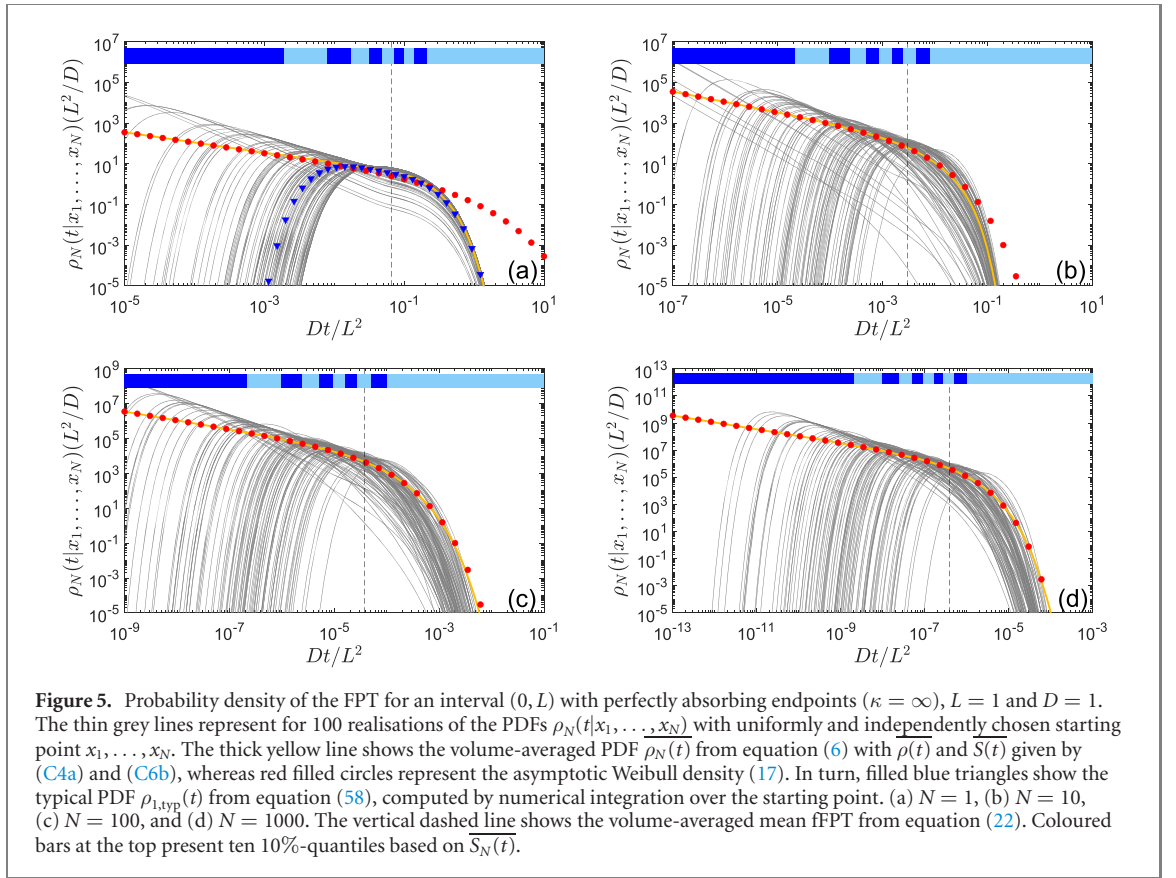 10^7
10^5
10^3
10^1
10^-1
10^-3
10^-5
ρ_N(t|x_1, . . . , x_N)(L^2/D)
10^-5 10^-3 10^-1 10^1
Dt/L^2
(a)
10^7
10^5
10^3
10^1
10^-1
10^-3
10^-5
ρ_N(t|x_1, . . . , x_N)(L^2/D)
10^-7 10^-5 10^-3 10^-1 10^1
Dt/L^2
(b)
10^9
10^7
10^5
10^3
10^1
10^-1
10^-3
10^-5
ρ_N(t|x_1, . . . , x_N)(L^2/D)
10^-9 10^-7 10^-5 10^-3 10^-1
Dt/L^2
(c)
10^13
10^11
10^9
10^7
10^5
10^3
10^1
10^-1
10^-3
10^-5
ρ_N(t|x_1, . . . , x_N)(L^2/D)
10^-13 10^-11 10^-9 10^-7 10^-5 10^-3
Dt/L^2
(d)
Figure 5. Probability density of the FPT for an interval (0, L) with perfectly absorbing endpoints (κ = ∞), L = 1 and D = 1.
The thin grey lines represent for 100 realisations of the PDFs ρ_N(t|x_1, . . . , x_N) with uniformly and independently chosen starting
point x_1, . . . , x_N. The thick yellow line shows the volume-averaged PDF \overline{ρ_N(t)} from equation (6) with \overline{ρ(t)} and \overline{S(t)} given by
(C4a) and (C6b), whereas red filled circles represent the asymptotic Weibull density (17). In turn, filled blue triangles show the
typical PDF ρ_{1,typ}(t) from equation (58), computed by numerical integration over the starting point. (a) N = 1, (b) N = 10,
(c) N = 100, and (d) N = 1000. The vertical dashed line shows the volume-averaged mean fFPT from equation (22). Coloured
bars at the top present ten 10%-quantiles based on \overline{S_N(t)}.